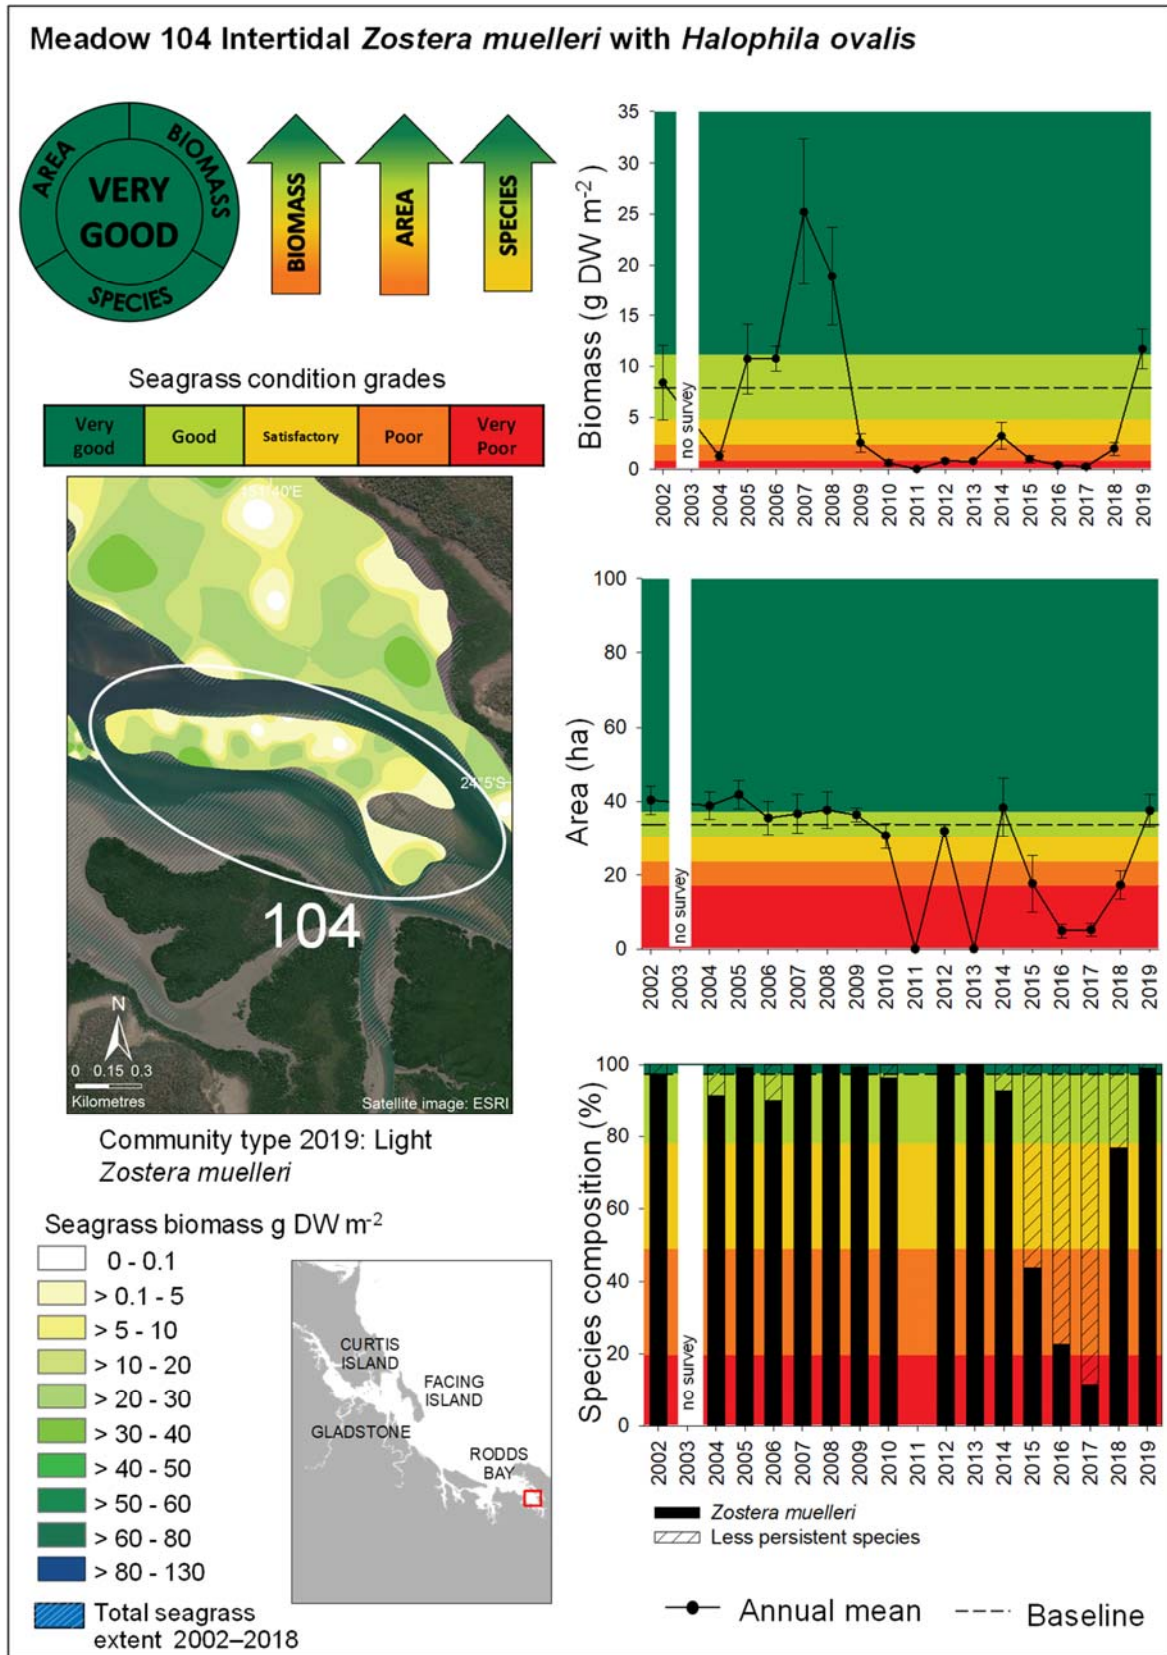 Meadow 104 Intertidal Zostera muelleri with Halophila ovalis
AREA
BIOMASS
VERY
GOOD
SPECIES
BIOMASS
AREA
SPECIES
Seagrass condition grades
Very good
Good
Satisfactory
Poor
Very Poor
151°40'E
24°5'S
104
N
0 0.15 0.3
Kilometres
Satellite image: ESRI
Community type 2019: Light
Zostera muelleri
Seagrass biomass g DW m-2
0 - 0.1
> 0.1 - 5
> 5 - 10
> 10 - 20
> 20 - 30
> 30 - 40
> 40 - 50
> 50 - 60
> 60 - 80
> 80 - 130
Total seagrass
extent 2002–2018
CURTIS
ISLAND
FACING
ISLAND
GLADSTONE
RODDS
BAY
Biomass (g DW m-2)
35
30
25
20
15
10
5
0
no survey
2002 2003 2004 2005 2006 2007 2008 2009 2010 2011 2012 2013 2014 2015 2016 2017 2018 2019
Area (ha)
100
80
60
40
20
0
no survey
2002 2003 2004 2005 2006 2007 2008 2009 2010 2011 2012 2013 2014 2015 2016 2017 2018 2019
Species composition (%)
100
80
60
40
20
0
no survey
2002 2003 2004 2005 2006 2007 2008 2009 2010 2011 2012 2013 2014 2015 2016 2017 2018 2019
Zostera muelleri
Less persistent species
Annual mean
Baseline